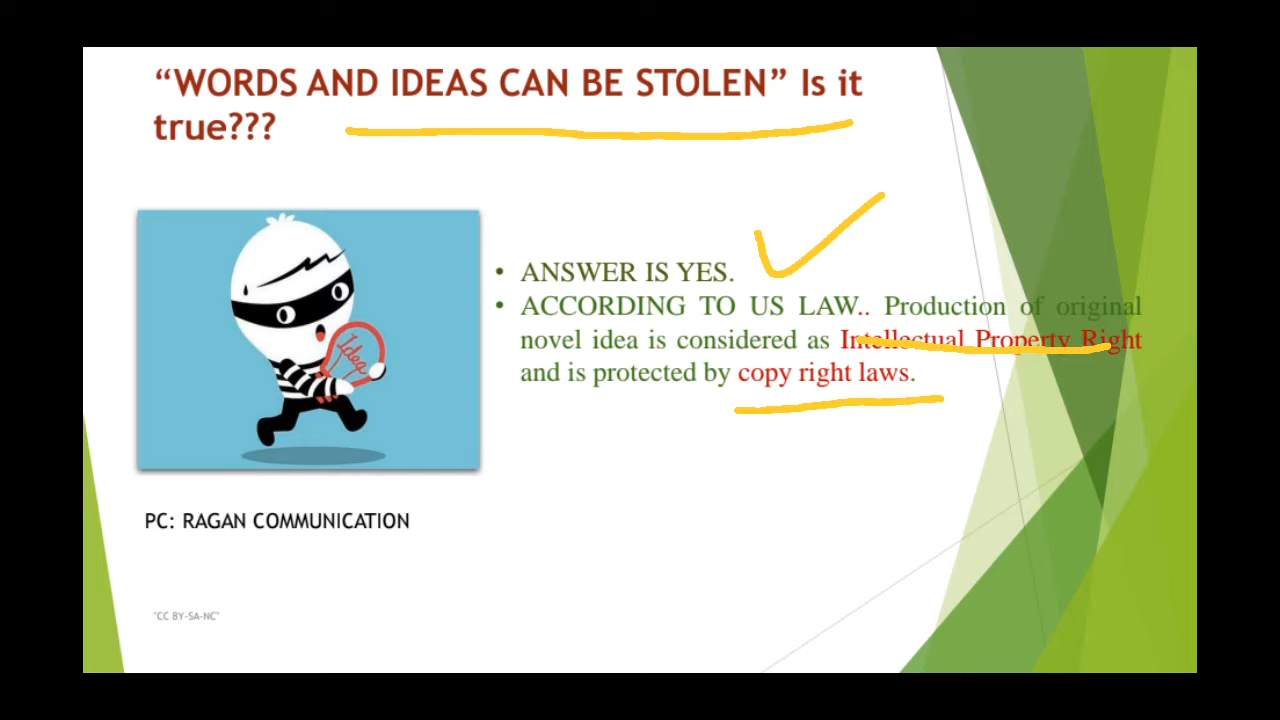 “WORDS AND IDEAS CAN BE STOLEN” Is it
true???
Idea
• ANSWER IS YES.
• ACCORDING TO US LAW.. Production of original
novel idea is considered as Intellectual Property Right
and is protected by copy right laws.
PC: RAGAN COMMUNICATION
"CC BY-SA-NC"